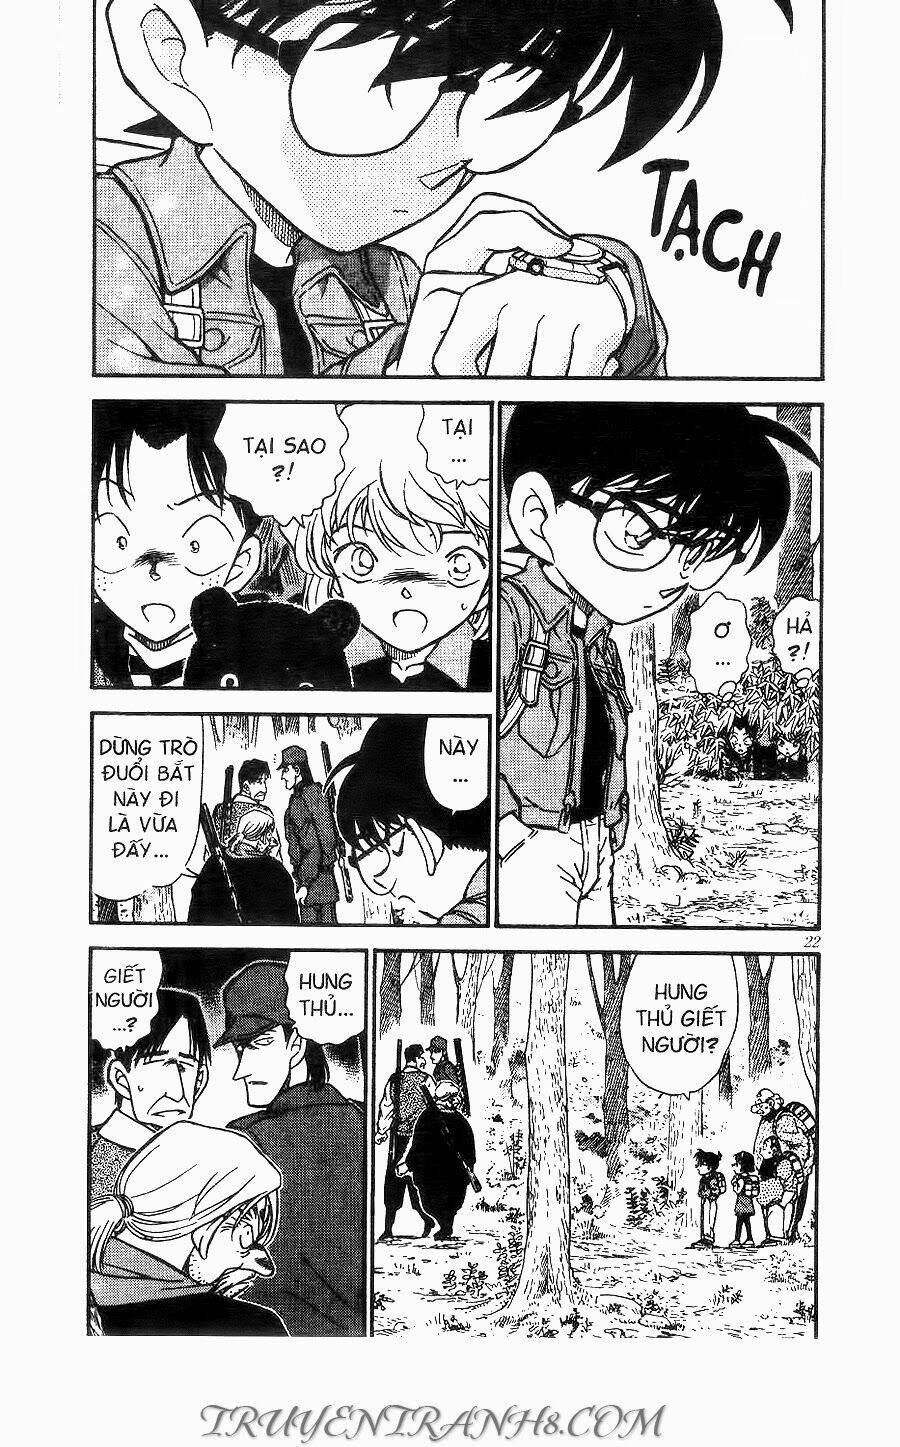 TẠCH
HẢ
?!
Ơ
...
TẠI
...
TẠI SAO
?!
NÀY
...
DỪNG TRÒ
ĐUỔI BẮT
NÀY ĐI
LÀ VỪA
ĐẤY...
22
HUNG
THỦ GIẾT
NGƯỜI?
HUNG
THỦ...
GIẾT
NGƯỜI
...?
TRUYENTRANH8.COM